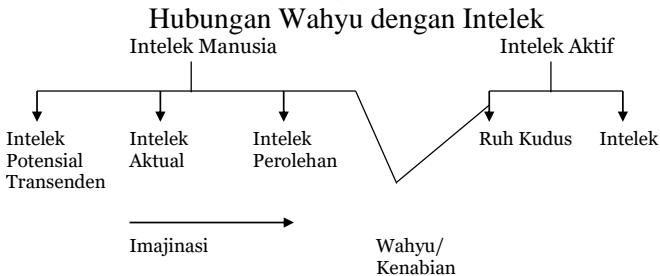 Hubungan Wahyu dengan Intelek
Intelek Manusia
Intelek Aktif
Intelek
Potensial
Transenden
Intelek
Aktual
Intelek
Perolehan
Ruh Kudus
Intelek
Imajinasi
Wahyu/
Kenabian